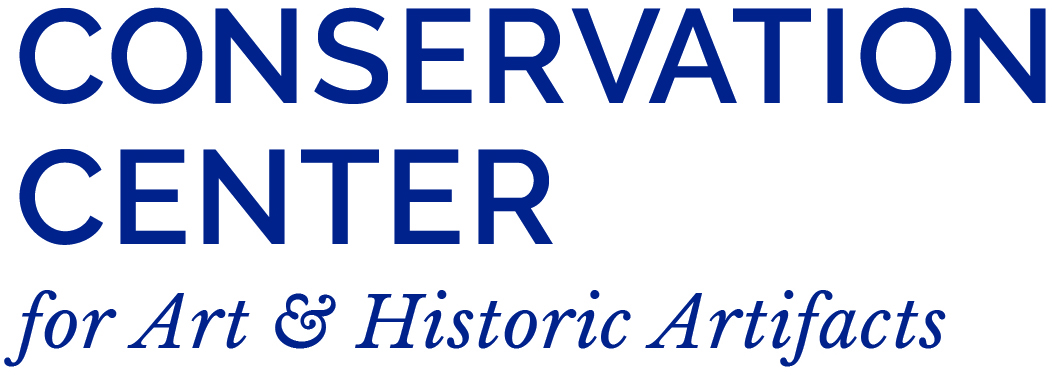 CONSERVATION
CENTER
for Art & Historic Artifacts